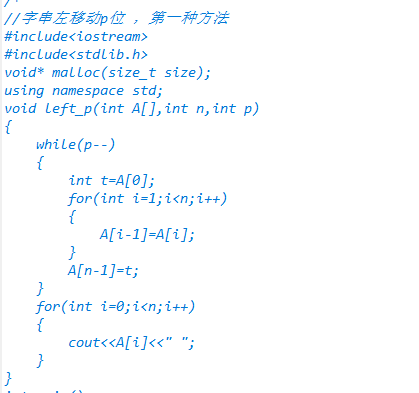 /*
//字串左移动p位 ，第一种方法
#include<iostream>
#include<stdlib.h>
void* malloc(size_t size);
using namespace std;
void left_p(int A[],int n,int p)
{
    while(p--)
    {
        int t=A[0];
        for(int i=1;i<n;i++)
        {
            A[i-1]=A[i];
        }
        A[n-1]=t;
    }
    for(int i=0;i<n;i++)
    {
        cout<<A[i]<<" ";
    }
}